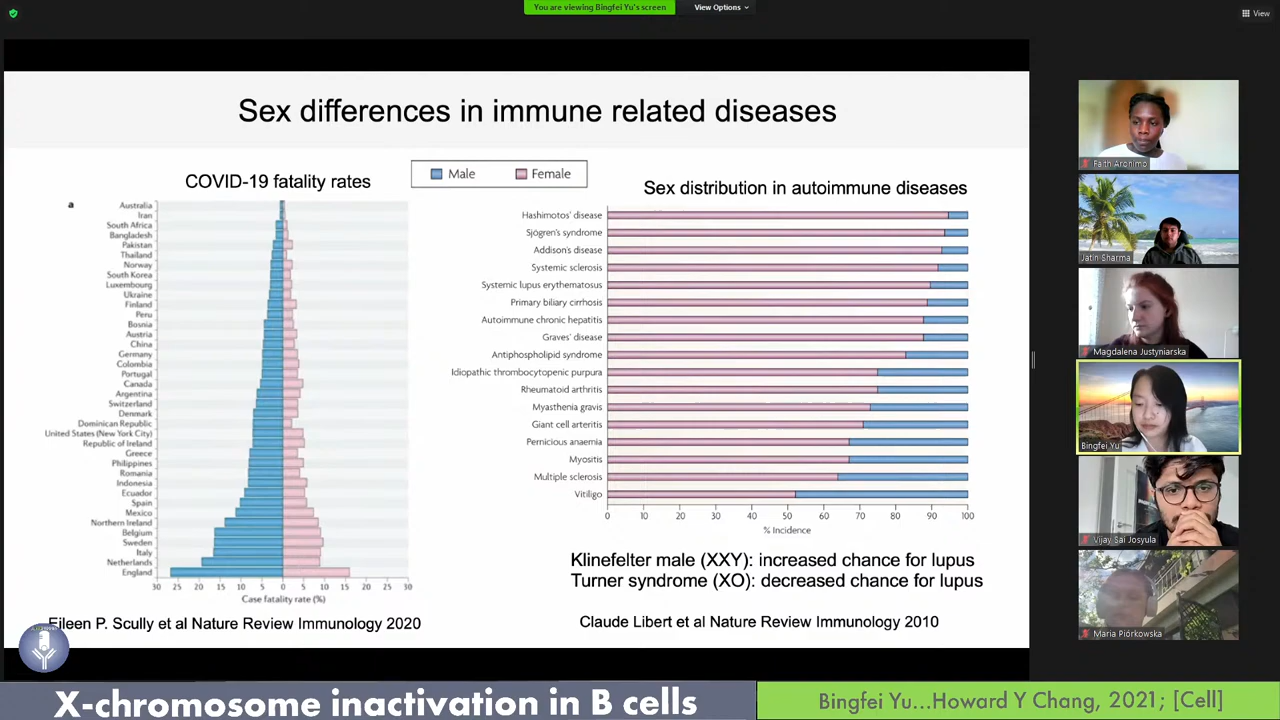 You are viewing Bingfei Yu's screen
View Options
View
Sex differences in immune related diseases
COVID-19 fatality rates
Male
Female
a
Australia
Iran
South Africa
Bangladesh
Pakistan
Thailand
Norway
South Korea
Luxembourg
Ukraine
Finland
Peru
Bosnia
Austria
China
Germany
Colombia
Portugal
Canada
Argentina
Switzerland
Denmark
Dominican Republic
United States (New York City)
Republic of Ireland
Greece
Philippines
Romania
Indonesia
Ecuador
Spain
Mexico
Northern Ireland
Belgium
Sweden
Italy
Netherlands
England
30 25 20 15 10 5 0 5 10 15 20 25 30
Case fatality rate (%)
Eileen P. Scully et al Nature Review Immunology 2020
Sex distribution in autoimmune diseases
Hashimotos' disease
Sjögren's syndrome
Addison's disease
Systemic sclerosis
Systemic lupus erythematosus
Primary biliary cirrhosis
Autoimmune chronic hepatitis
Graves' disease
Antiphospholipid syndrome
Idiopathic thrombocytopenic purpura
Rheumatoid arthritis
Myasthenia gravis
Giant cell arteritis
Pernicious anaemia
Myositis
Multiple sclerosis
Vitiligo
0 10 20 30 40 50 60 70 80 90 100
% Incidence
Klinefelter male (XXY): increased chance for lupus
Turner syndrome (XO): decreased chance for lupus
Claude Libert et al Nature Review Immunology 2010
Faith Aronimo
Jatin Sharma
Magdalena Justyniarska
Bingfei Yu
Vijay Sai Josyula
Maria Piórkowska
X-chromosome inactivation in B cells
Bingfei Yu...Howard Y Chang, 2021; [Cell]